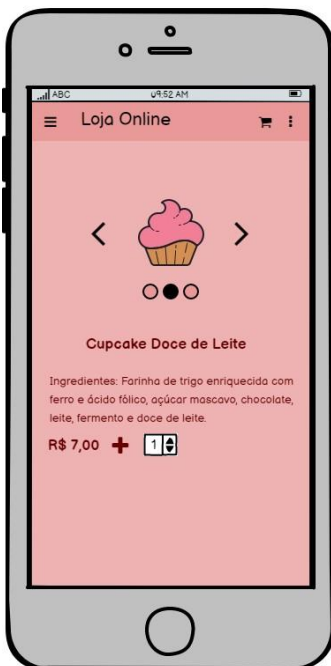 ABC 09:52 AM
Loja Online
Cupcake Doce de Leite
Ingredientes: Farinha de trigo enriquecida com
ferro e ácido fólico, açúcar mascavo, chocolate,
leite, fermento e doce de leite.
R$ 7,00 + 1